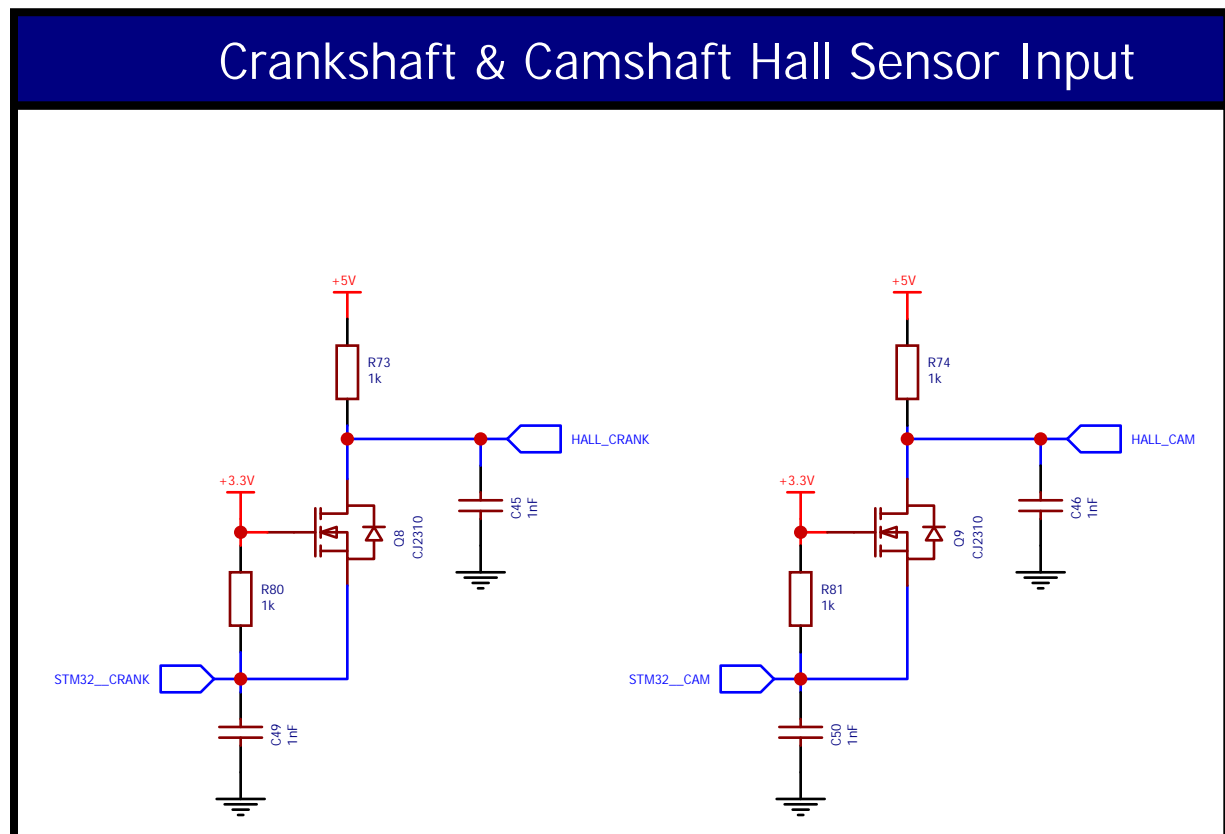 Crankshaft & Camshaft Hall Sensor Input
+5V
R73
1k
HALL_CRANK
+3.3V
C45
1nF
Q8
CJ2310
R80
1k
STM32__CRANK
C49
1nF
+5V
R74
1k
HALL_CAM
+3.3V
C46
1nF
Q9
CJ2310
R81
1k
STM32__CAM
C50
1nF